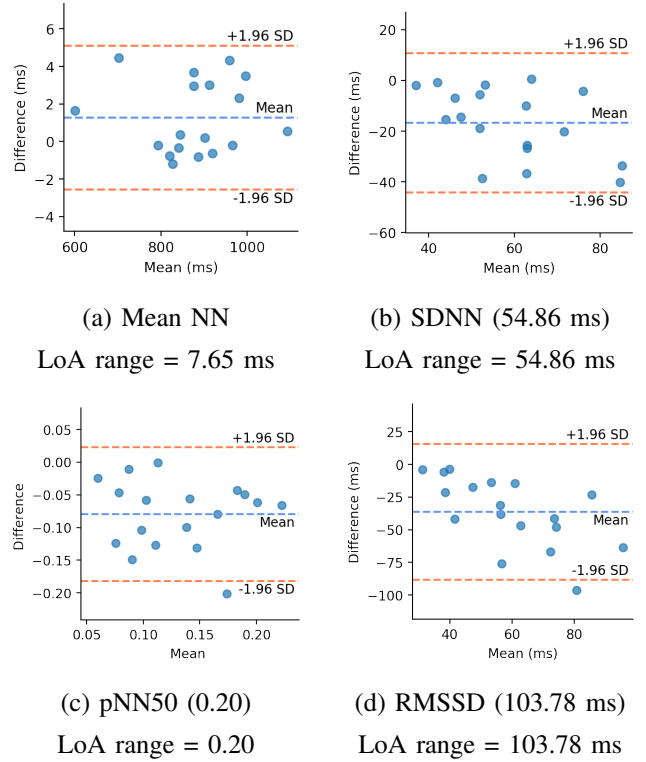 6
4
2
0
−2
−4
Difference (ms)
+1.96 SD
Mean
-1.96 SD
600
800
1000
Mean (ms)
20
0
−20
−40
−60
Difference (ms)
+1.96 SD
Mean
-1.96 SD
40
60
80
Mean (ms)
(a) Mean NN
(b) SDNN (54.86 ms)
LoA range = 7.65 ms
LoA range = 54.86 ms
0.05
0.00
−0.05
−0.10
−0.15
−0.20
Difference
+1.96 SD
Mean
-1.96 SD
0.05
0.10
0.15
0.20
Mean
25
0
−25
−50
−75
−100
Difference (ms)
+1.96 SD
Mean
-1.96 SD
40
60
80
Mean (ms)
(c) pNN50 (0.20)
(d) RMSSD (103.78 ms)
LoA range = 0.20
LoA range = 103.78 ms